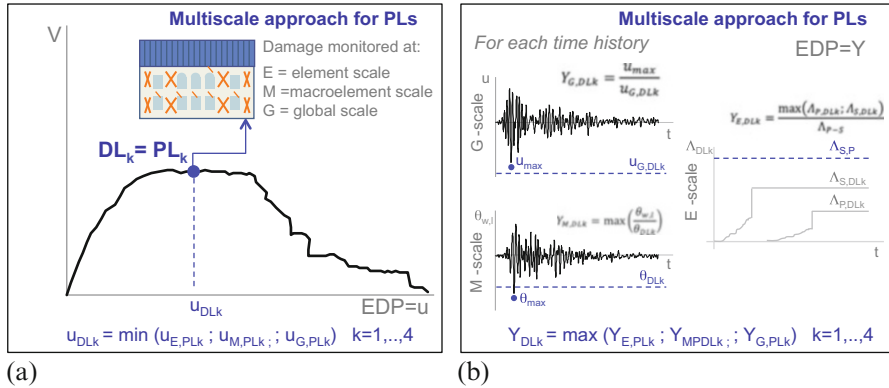 Multiscale approach for PLs
V
Damage monitored at:
E = element scale
M =macroelement scale
G = global scale
DLk= PLk
uDLk
EDP=u
uDLk = min (uE,PLk ; uM,PLk ; ; uG,PLk) k=1,..,4
(a)
Multiscale approach for PLs
For each time history
EDP=Y
u
G -scale
YG,DLk = umax / uG,DLk
t
umax
uG,DLk
YE,DLk = max(ΛP,DLk; ΛS,DLk) / ΛP−S
ΛDLk
E -scale
ΛS,P
ΛS,DLk
ΛP,DLk
t
θw,l
M -scale
YM,DLk = max(θw,l / θDLk)
t
θDLk
θmax
YDLk = max (YE,PLk ; YMPDLk ; ; YG,PLk) k=1,..,4
(b)